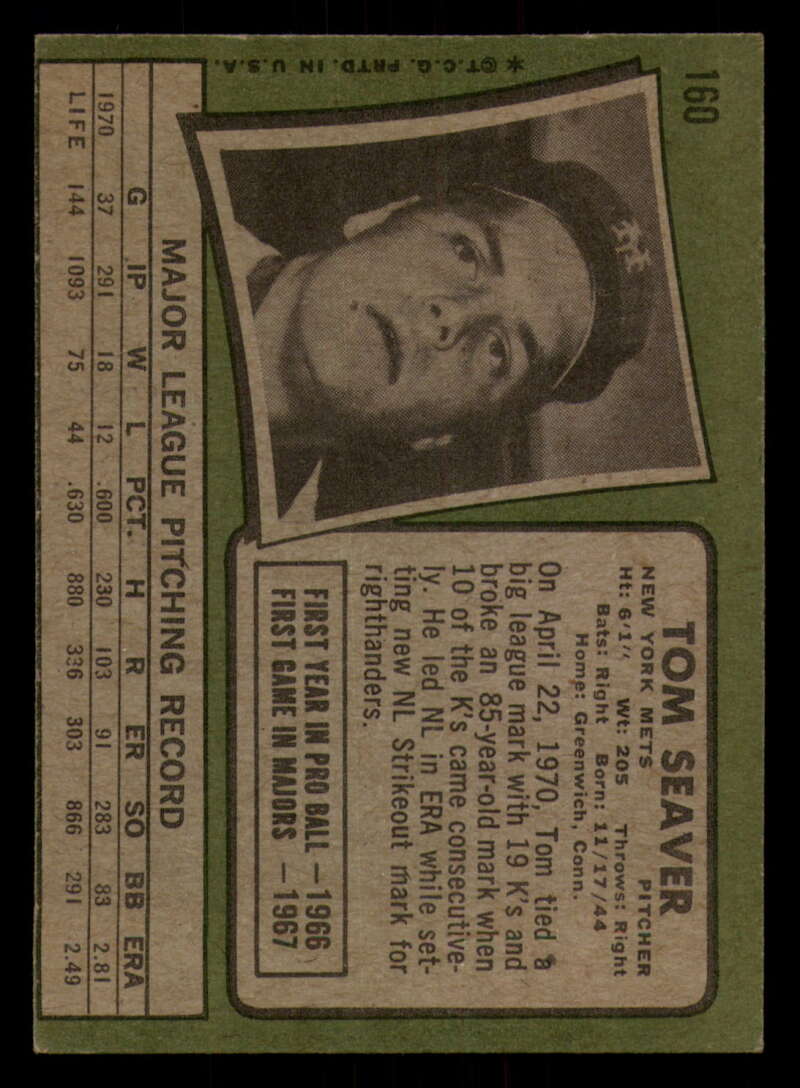 160
TOM SEAVER
NEW YORK METS PITCHER
Ht: 6'1" Wt: 205 Throws: Right
Bats: Right Born: 11/17/44
Home: Greenwich, Conn.
On April 22, 1970, Tom tied a
big league mark with 19 K's and
broke an 85-year-old mark when
10 of the K's came consecutive-
ly. He led NL in ERA while set-
ting new NL Strikeout mark for
righthanders.
FIRST YEAR IN PRO BALL — 1966
FIRST GAME IN MAJORS — 1967
NY
* © T.C.G. PRTD. IN U.S.A.
MAJOR LEAGUE PITCHING RECORD
G IP W L PCT. H R ER SO BB ERA
1970 37 291 18 12 .600 230 103 91 283 83 2.81
LIFE 144 1093 75 44 .630 880 336 303 866 291 2.49